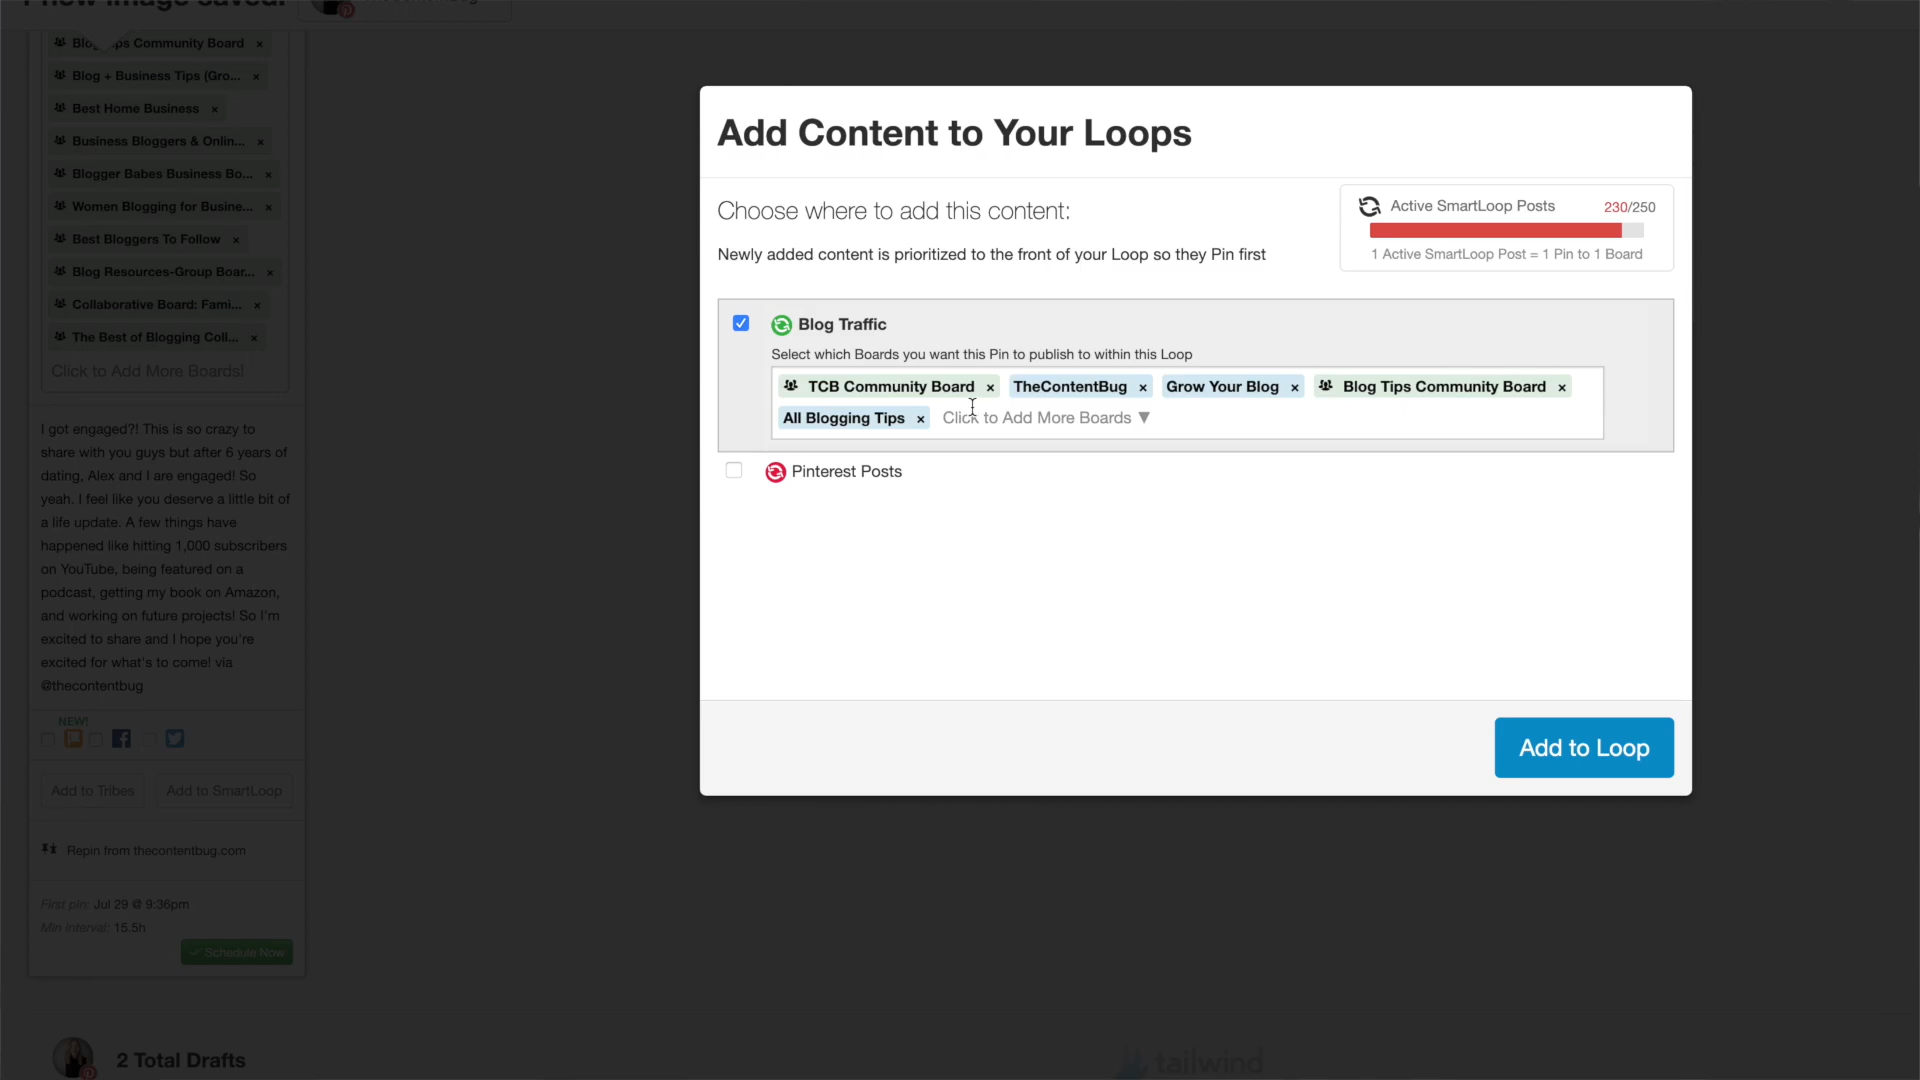 1 new image saved!
Blog Tips Community Board ×
Blog + Business Tips (Gro... ×
Best Home Business ×
Business Bloggers & Onlin... ×
Blogger Babes Business Bo... ×
Women Blogging for Busine... ×
Best Bloggers To Follow ×
Blog Resources-Group Boar... ×
Collaborative Board: Fami... ×
The Best of Blogging Coll... ×
Click to Add More Boards!
I got engaged?! This is so crazy to
share with you guys but after 6 years of
dating, Alex and I are engaged! So
yeah. I feel like you deserve a little bit of
a life update. A few things have
happened like hitting 1,000 subscribers
on YouTube, being featured on a
podcast, getting my book on Amazon,
and working on future projects! So I'm
excited to share and I hope you're
excited for what's to come! via
@thecontentbug
NEW!
Add to Tribes Add to SmartLoop
Repin from thecontentbug.com
First pin: Jul 29 @ 9:36pm
Min Interval: 15.5h
Schedule Now
2 Total Drafts
Add Content to Your Loops
Choose where to add this content:
Newly added content is prioritized to the front of your Loop so they Pin first
Active SmartLoop Posts 230/250
1 Active SmartLoop Post = 1 Pin to 1 Board
Blog Traffic
Select which Boards you want this Pin to publish to within this Loop
TCB Community Board × TheContentBug × Grow Your Blog × Blog Tips Community Board ×
All Blogging Tips × Click to Add More Boards ▼
Pinterest Posts
Add to Loop
tailwind